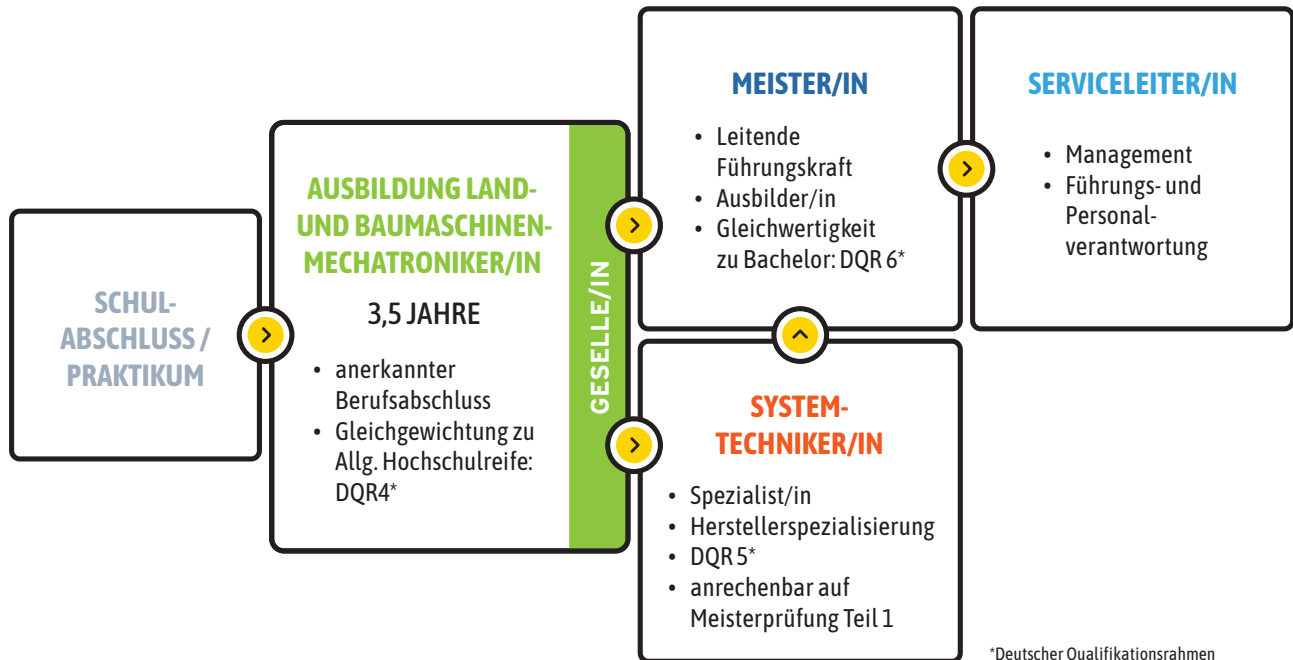 SCHUL-
ABSCHLUSS /
PRAKTIKUM
AUSBILDUNG LAND-
UND BAUMASCHINEN-
MECHATRONIKER/IN
3,5 JAHRE
• anerkannter
Berufsabschluss
• Gleichgewichtung zu
Allg. Hochschulreife:
DQR4*
GESELLE/IN
MEISTER/IN
• Leitende
Führungskraft
• Ausbilder/in
• Gleichwertigkeit
zu Bachelor: DQR 6*
SERVICELEITER/IN
• Management
• Führungs- und
Personal-
verantwortung
SYSTEM-
TECHNIKER/IN
• Spezialist/in
• Herstellerspezialisierung
• DQR 5*
• anrechenbar auf
Meisterprüfung Teil 1
*Deutscher Qualifikationsrahmen